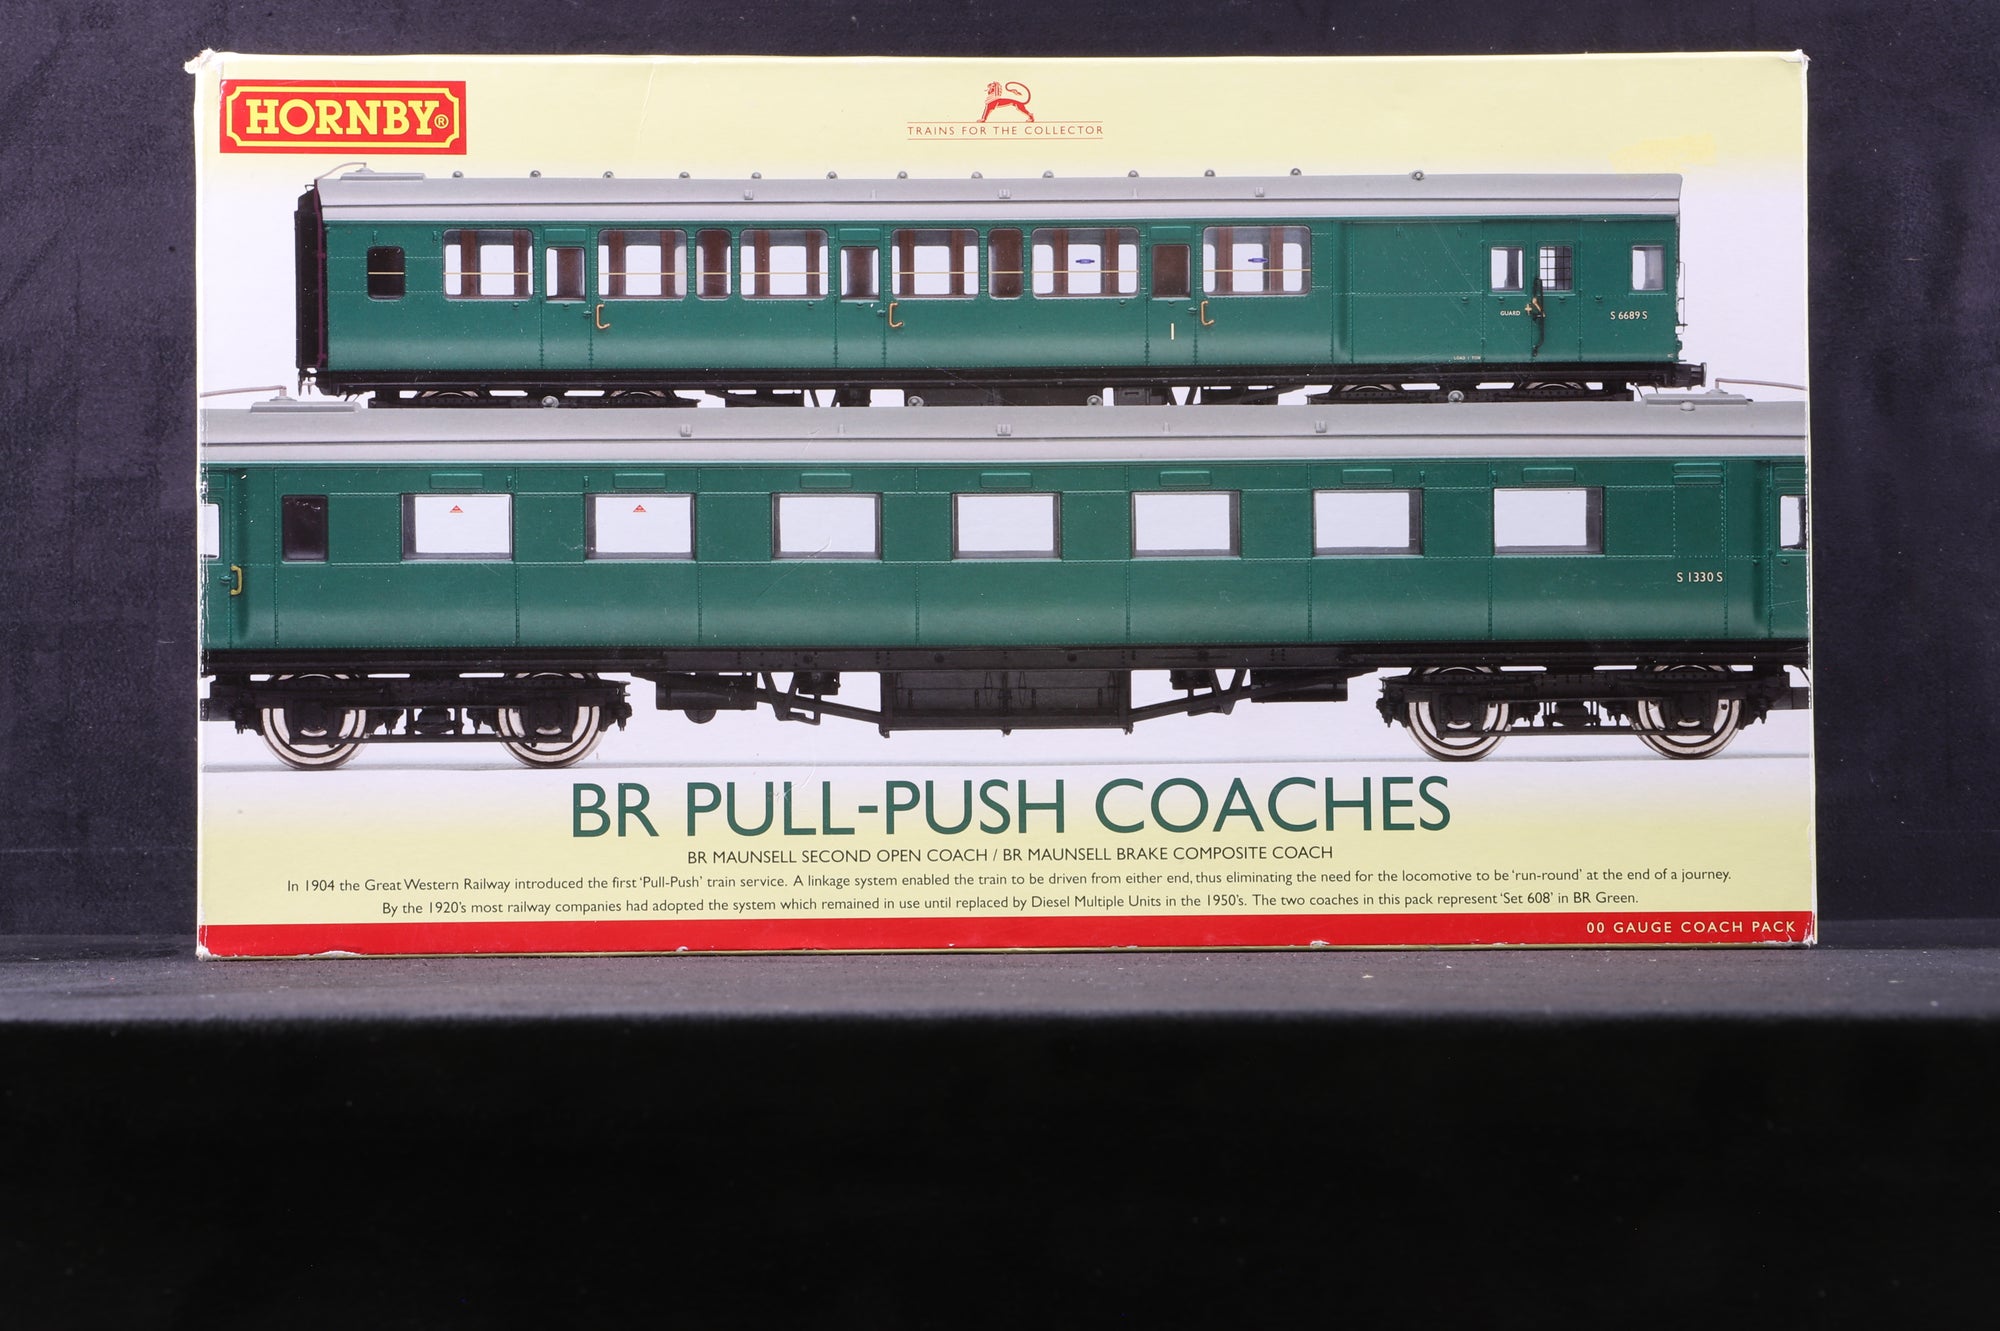 HORNBY®
TRAINS FOR THE COLLECTOR
GUARD
S 6689 S
1
LOAD 1 TON
S 1330 S
BR PULL-PUSH COACHES
BR MAUNSELL SECOND OPEN COACH / BR MAUNSELL BRAKE COMPOSITE COACH
In 1904 the Great Western Railway introduced the first ‘Pull-Push’ train service. A linkage system enabled the train to be driven from either end, thus eliminating the need for the locomotive to be ‘run-round’ at the end of a journey.
By the 1920’s most railway companies had adopted the system which remained in use until replaced by Diesel Multiple Units in the 1950’s. The two coaches in this pack represent ‘Set 608’ in BR Green.
00 GAUGE COACH PACK